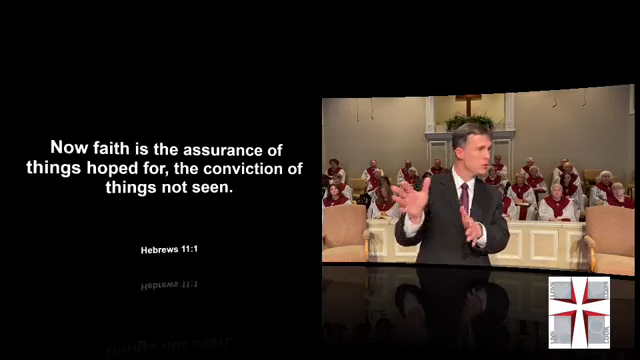 Now faith is the assurance of
things hoped for, the conviction of
things not seen.
Hebrews 11:1